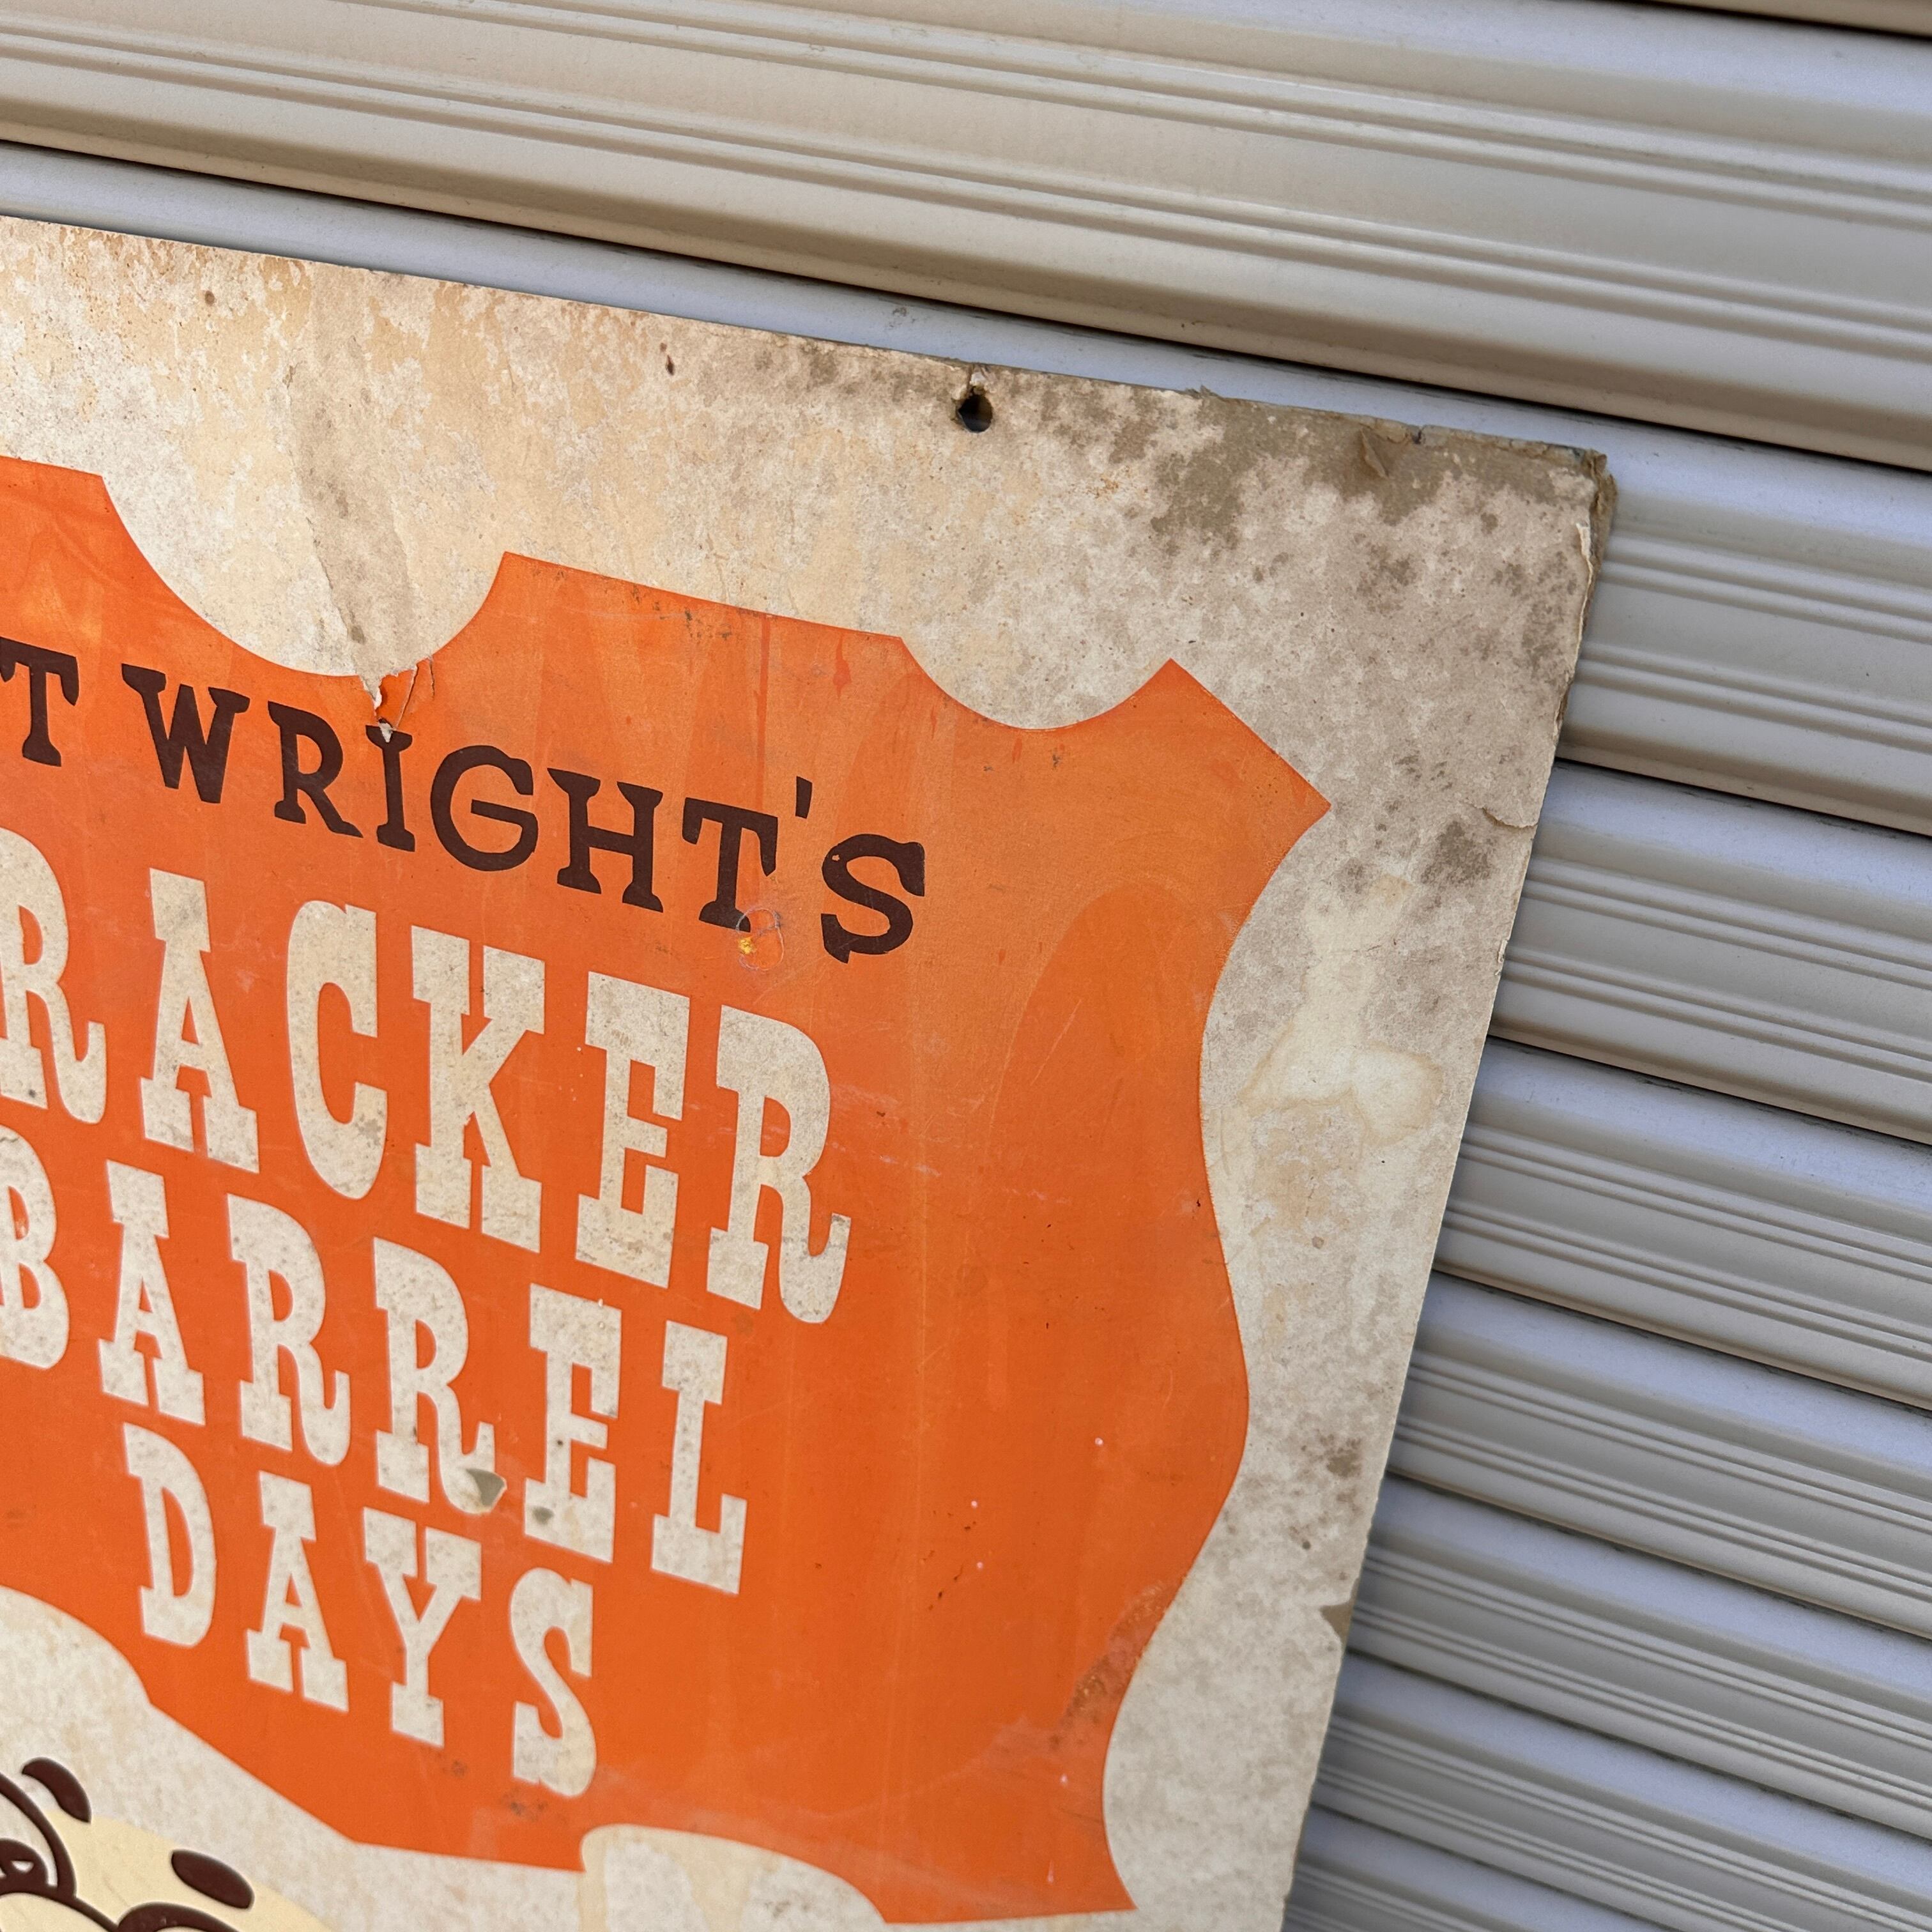 T WRIGHT'S
RACKER
BARREL
DAYS